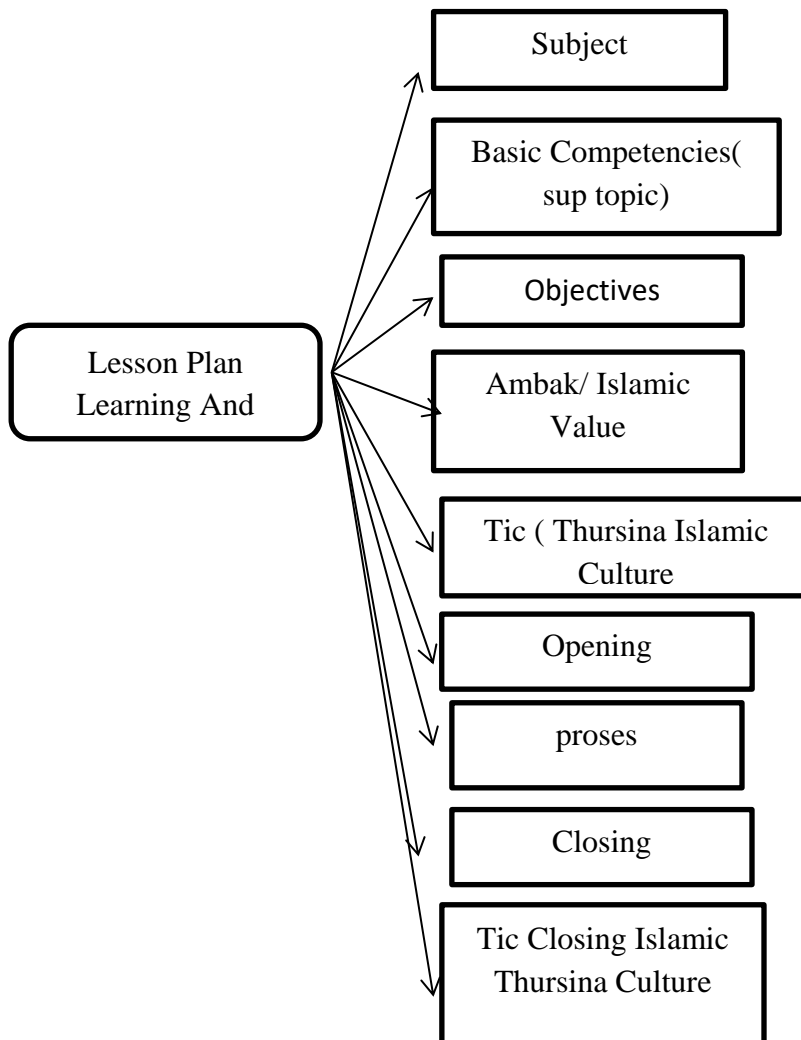 Subject
Basic Competencies(
sup topic)
Objectives
Lesson Plan
Learning And
Ambak/ Islamic
Value
Tic ( Thursina Islamic
Culture
Opening
proses
Closing
Tic Closing Islamic
Thursina Culture